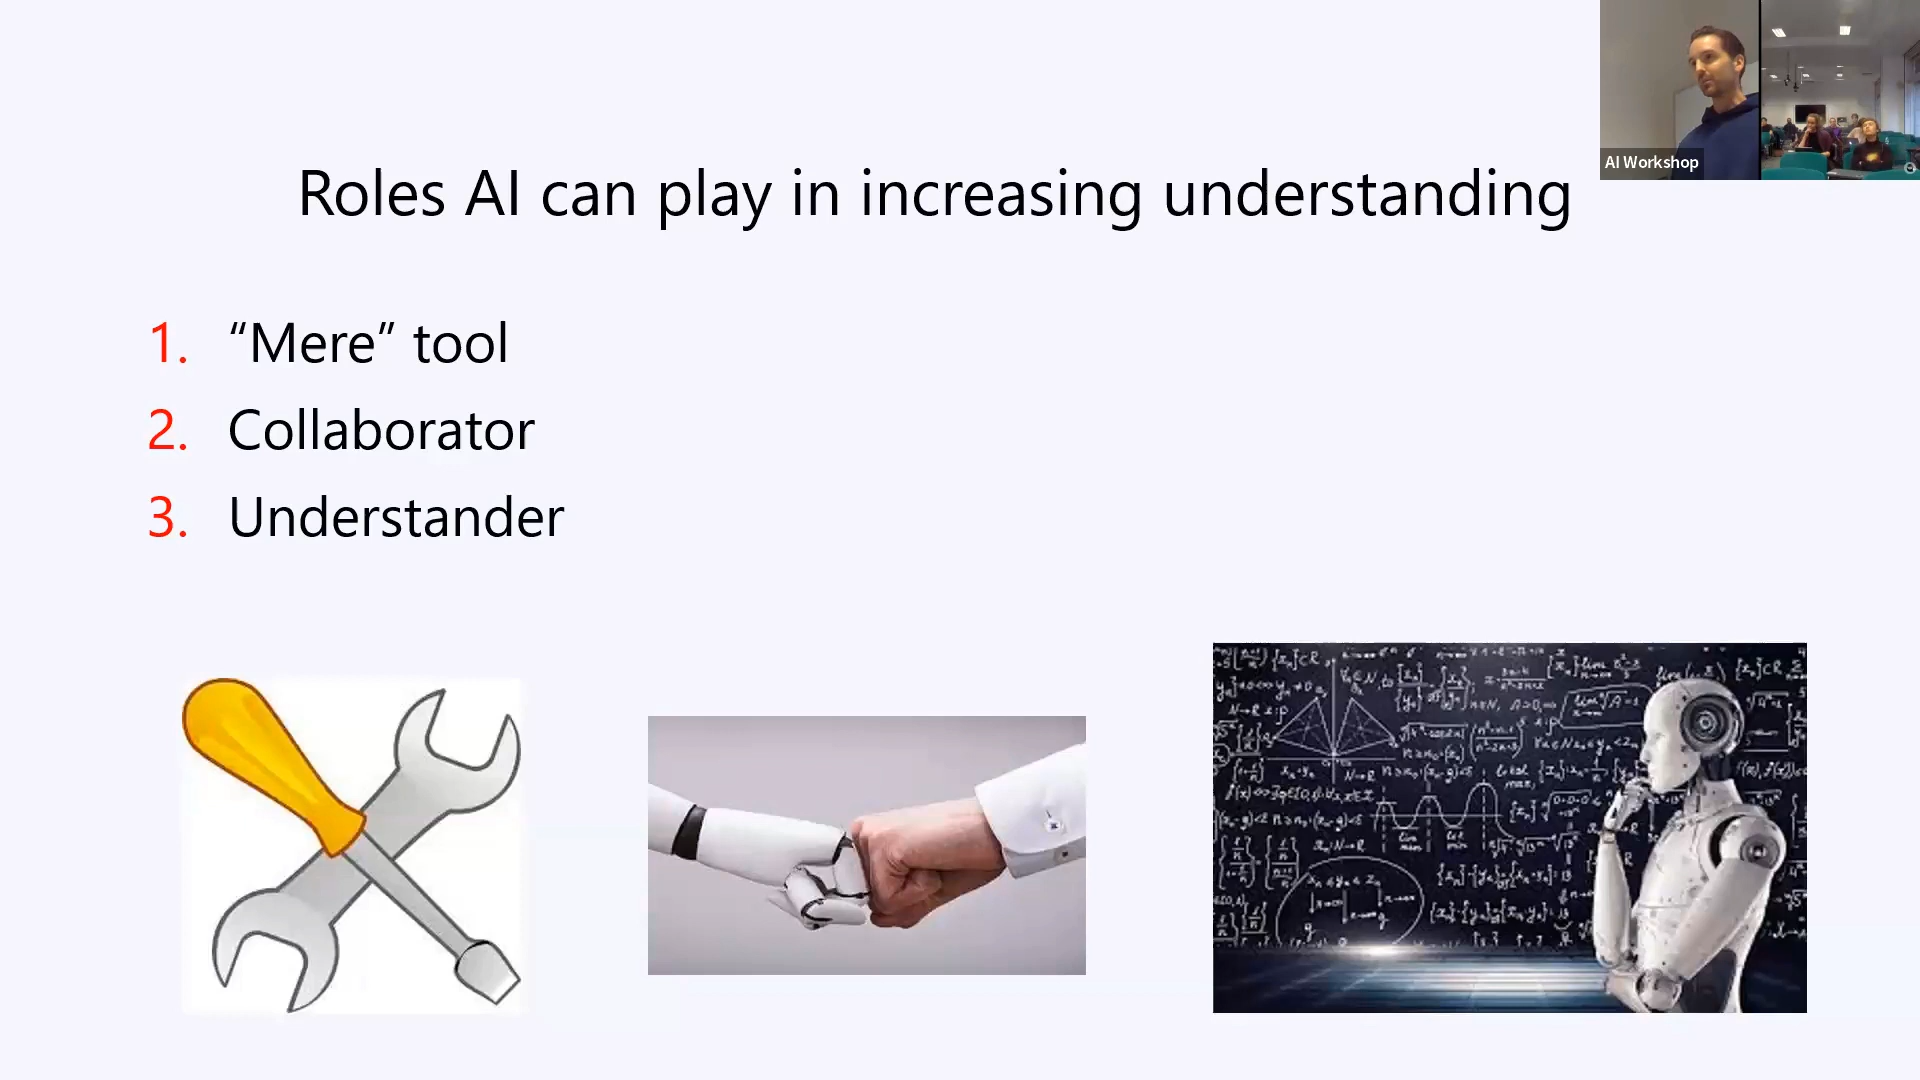 AI Workshop
Roles AI can play in increasing understanding
1. “Mere” tool
2. Collaborator
3. Understander